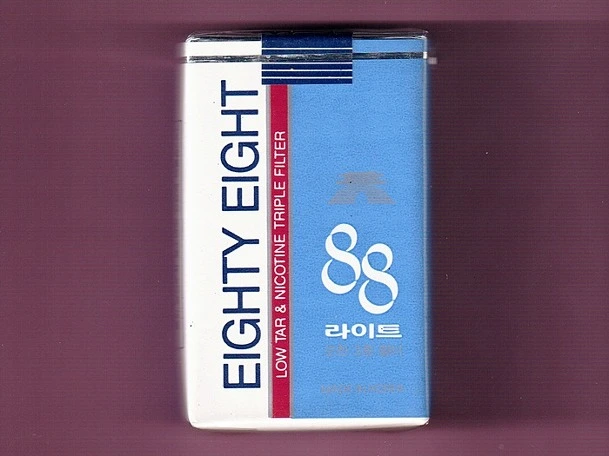 EIGHTY EIGHT
LOW TAR & NICOTINE TRIPLE FILTER
88
라이트